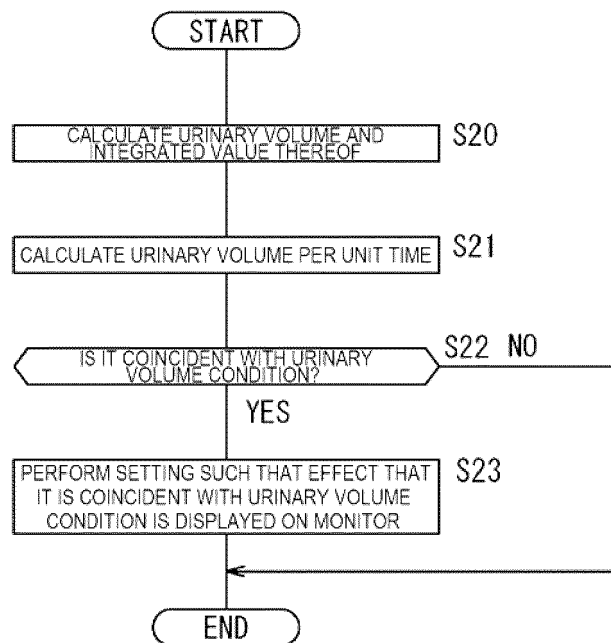 START
CALCULATE URINARY VOLUME AND
INTEGRATED VALUE THEREOF
S20
CALCULATE URINARY VOLUME PER UNIT TIME
S21
IS IT COINCIDENT WITH URINARY
VOLUME CONDITION?
S22 NO
YES
PERFORM SETTING SUCH THAT EFFECT THAT
IT IS COINCIDENT WITH URINARY VOLUME
CONDITION IS DISPLAYED ON MONITOR
S23
END